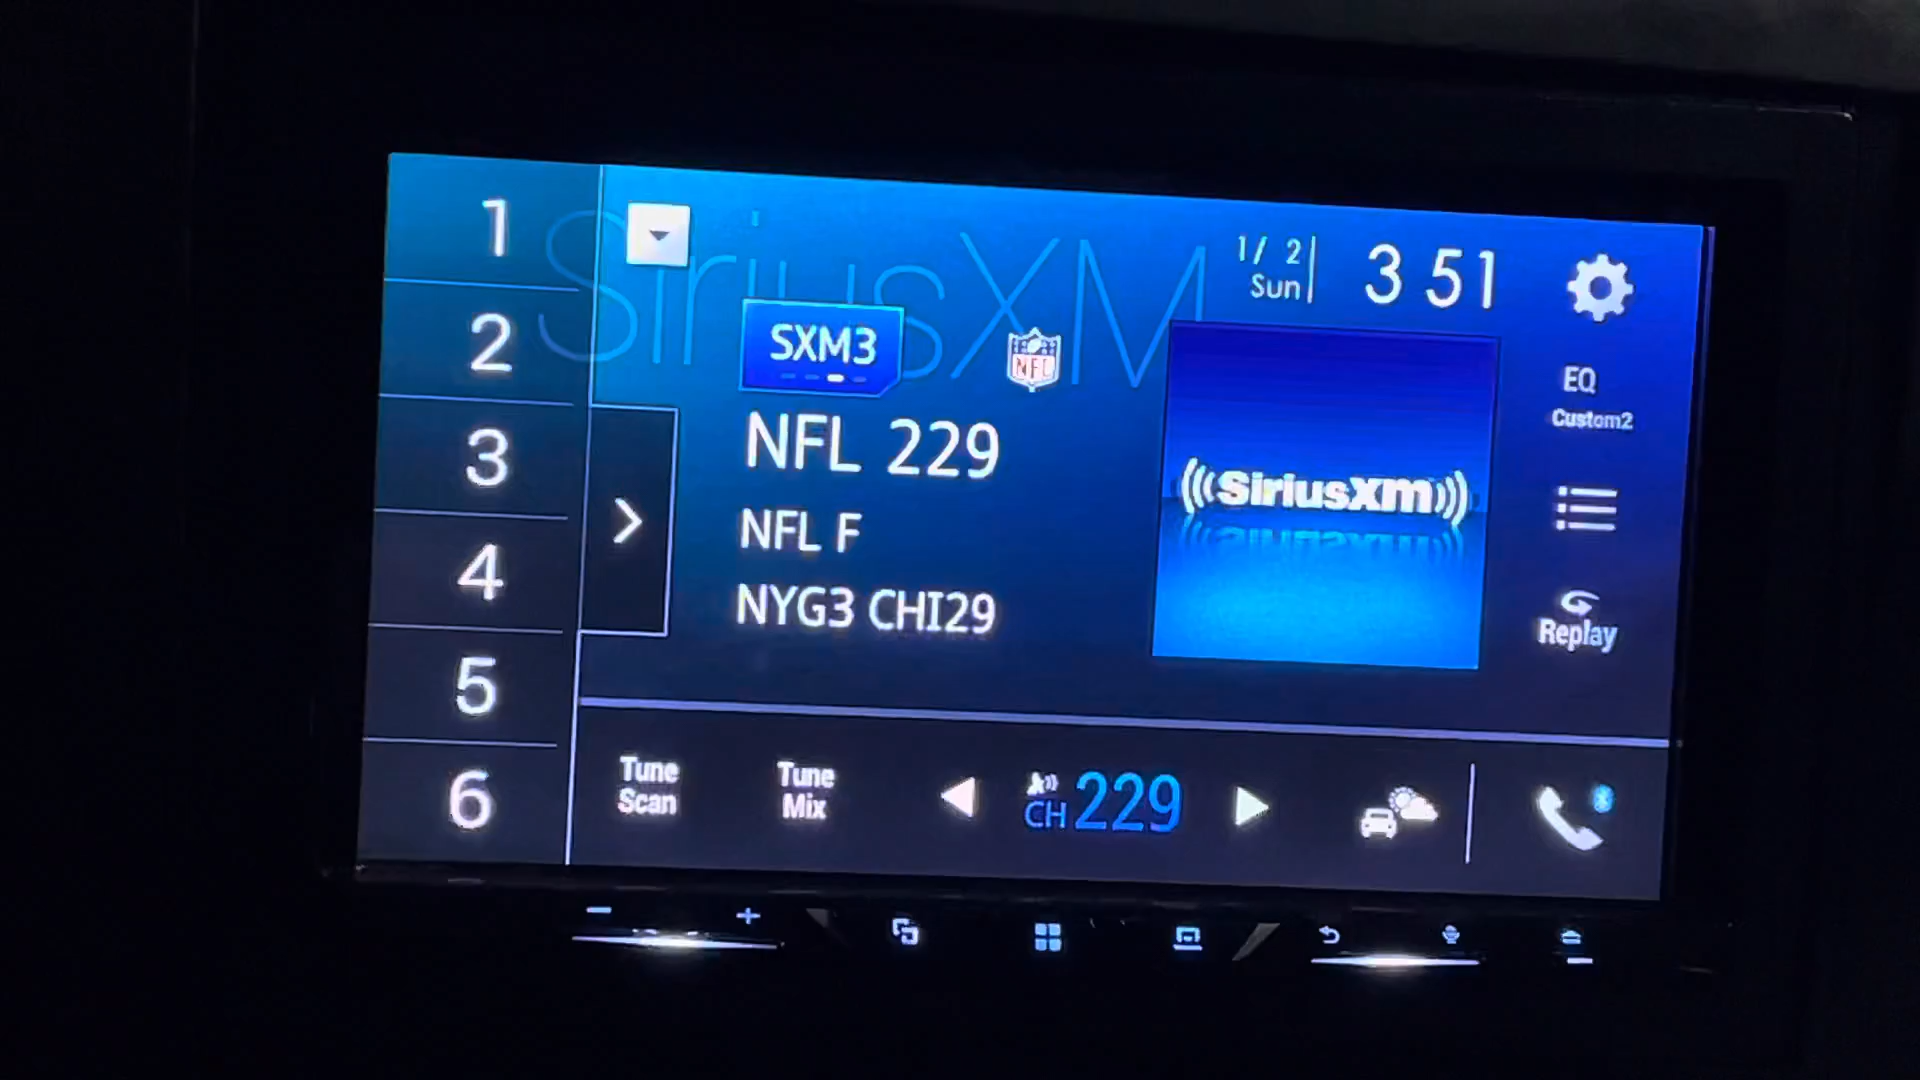 1
2
3
4
5
6
SiriusXM
1/ 2
Sun
3 51
SXM3
NFL
NFL 229
NFL F
NYG3 CHI29
SiriusXM
EQ
Custom2
Replay
Tune
Scan
Tune
Mix
CH 229